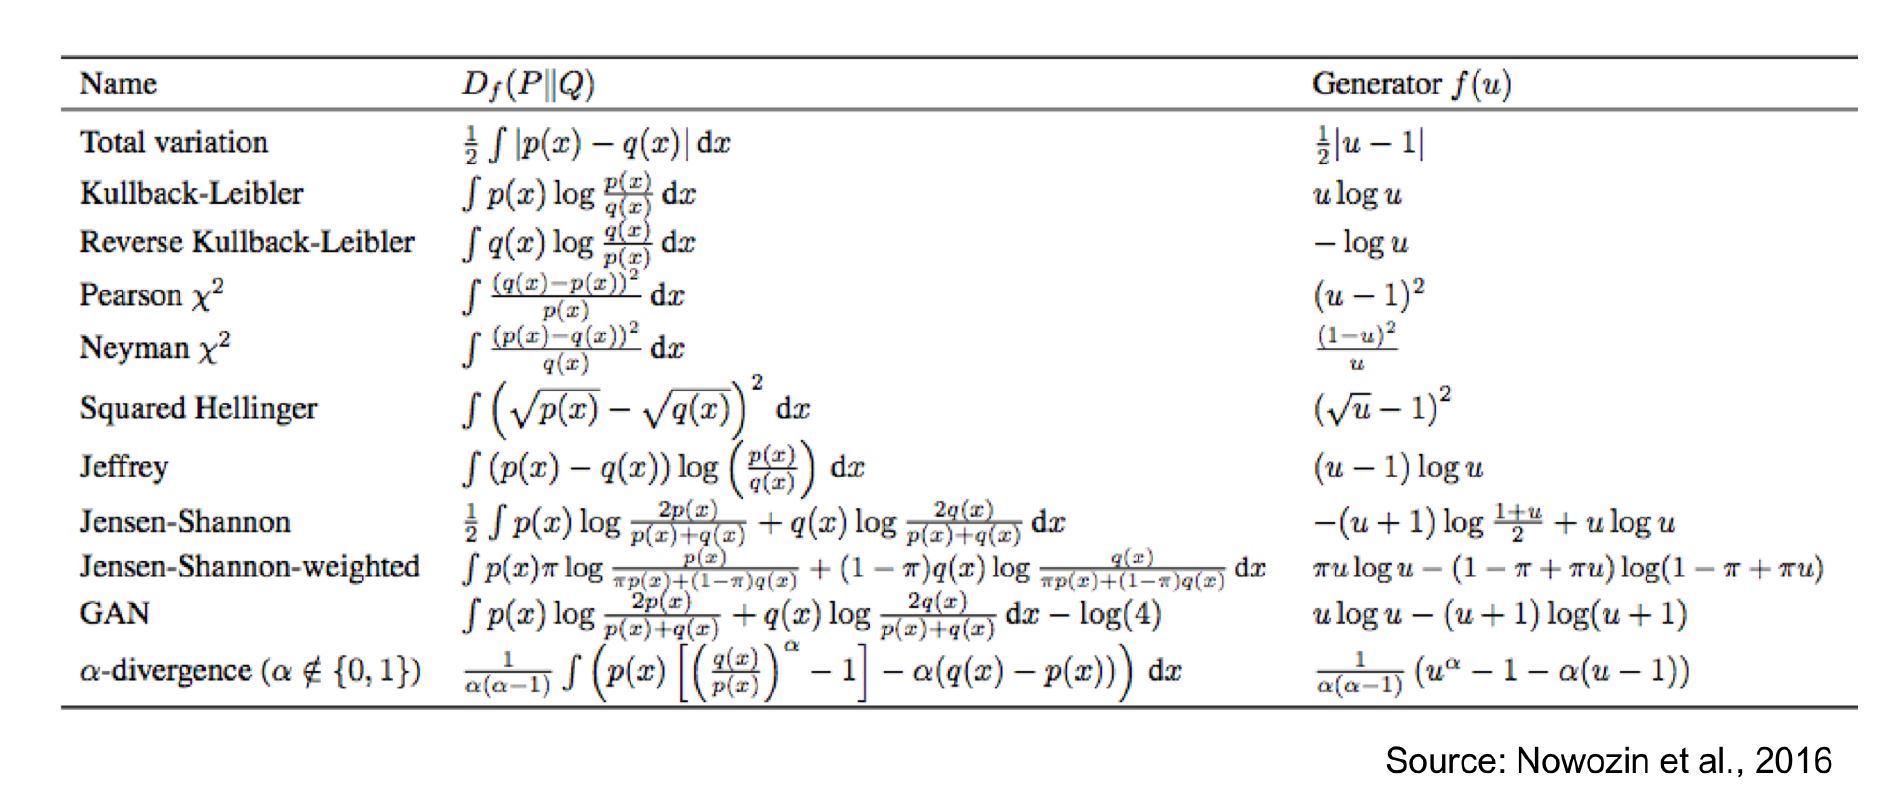 Name D_f(P‖Q) Generator f(u)
Total variation ½ ∫ |p(x) − q(x)| dx ½|u − 1|
Kullback-Leibler ∫ p(x) log p(x)/q(x) dx u log u
Reverse Kullback-Leibler ∫ q(x) log q(x)/p(x) dx − log u
Pearson χ² ∫ (q(x)−p(x))²/p(x) dx (u − 1)²
Neyman χ² ∫ (p(x)−q(x))²/q(x) dx (1−u)²/u
Squared Hellinger ∫ (√p(x) − √q(x))² dx (√u − 1)²
Jeffrey ∫ (p(x) − q(x)) log (p(x)/q(x)) dx (u − 1) log u
Jensen-Shannon ½ ∫ p(x) log 2p(x)/(p(x)+q(x)) + q(x) log 2q(x)/(p(x)+q(x)) dx −(u + 1) log (1+u)/2 + u log u
Jensen-Shannon-weighted ∫ p(x)π log p(x)/(πp(x)+(1−π)q(x)) + (1 − π)q(x) log q(x)/(πp(x)+(1−π)q(x)) dx πu log u − (1 − π + πu) log(1 − π + πu)
GAN ∫ p(x) log 2p(x)/(p(x)+q(x)) + q(x) log 2q(x)/(p(x)+q(x)) dx − log(4) u log u − (u + 1) log(u + 1)
α-divergence (α ∉ {0, 1}) 1/(α(α−1)) ∫ (p(x) [(q(x)/p(x))^α − 1] − α(q(x) − p(x))) dx 1/(α(α−1)) (u^α − 1 − α(u − 1))
Source: Nowozin et al., 2016